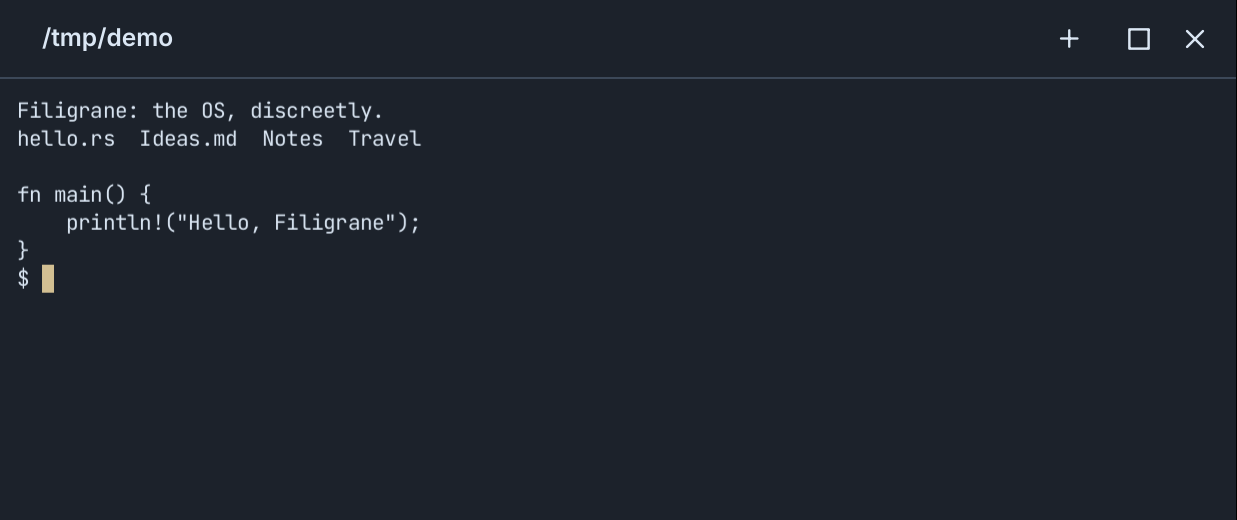 /tmp/demo
Filigrane: the OS, discreetly.
hello.rs  Ideas.md  Notes  Travel

fn main() {
    println!("Hello, Filigrane");
}
$